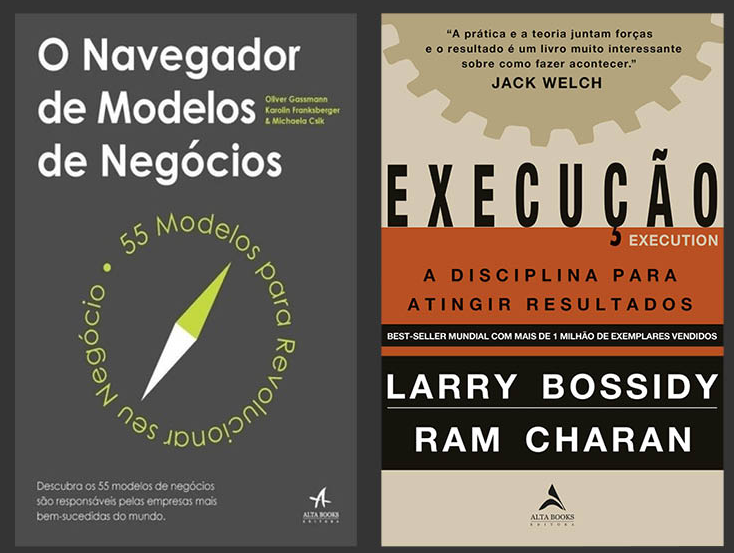 O Navegador
de Modelos
de Negócios
Oliver Gassmann
Karolin Franksberger
& Michaela Csik
55 Modelos para Revolucionar seu Negócio •
Descubra os 55 modelos de negócios
são responsáveis pelas empresas mais
bem-sucedidas do mundo.
ALTA BOOKS
EDITORA
“A prática e a teoria juntam forças
e o resultado é um livro muito interessante
sobre como fazer acontecer.”
JACK WELCH
EXECUÇÃO
EXECUTION
A DISCIPLINA PARA
ATINGIR RESULTADOS
BEST-SELLER MUNDIAL COM MAIS DE 1 MILHÃO DE EXEMPLARES VENDIDOS
LARRY BOSSIDY
RAM CHARAN
ALTA BOOKS
EDITORA